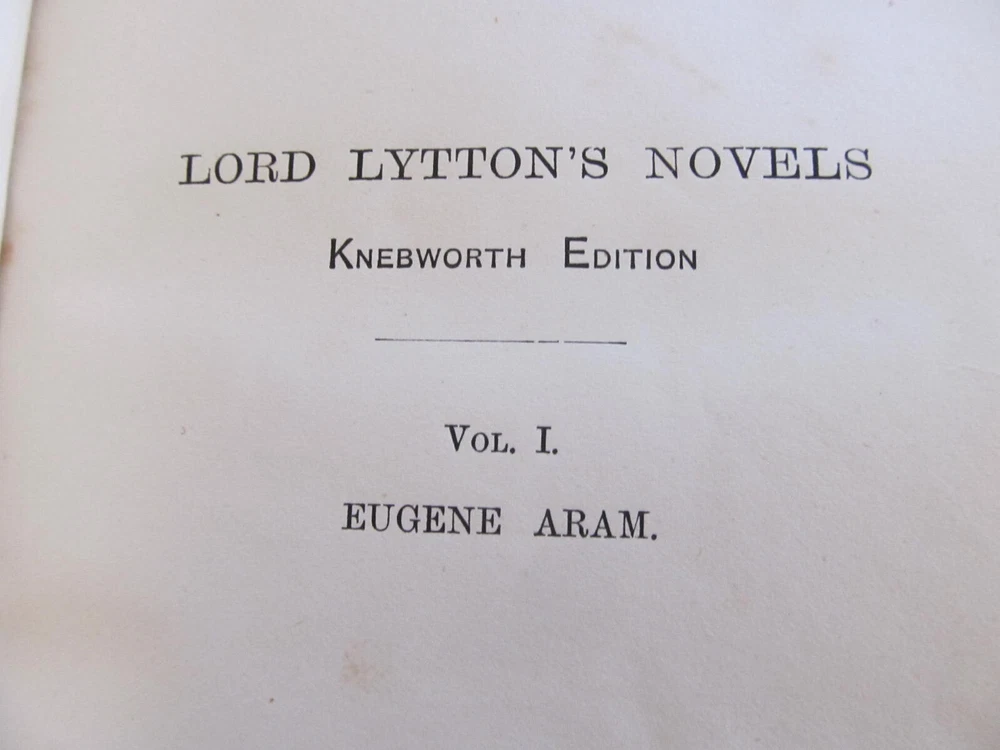 LORD LYTTON'S NOVELS
KNEBWORTH EDITION
VOL. I.
EUGENE ARAM.